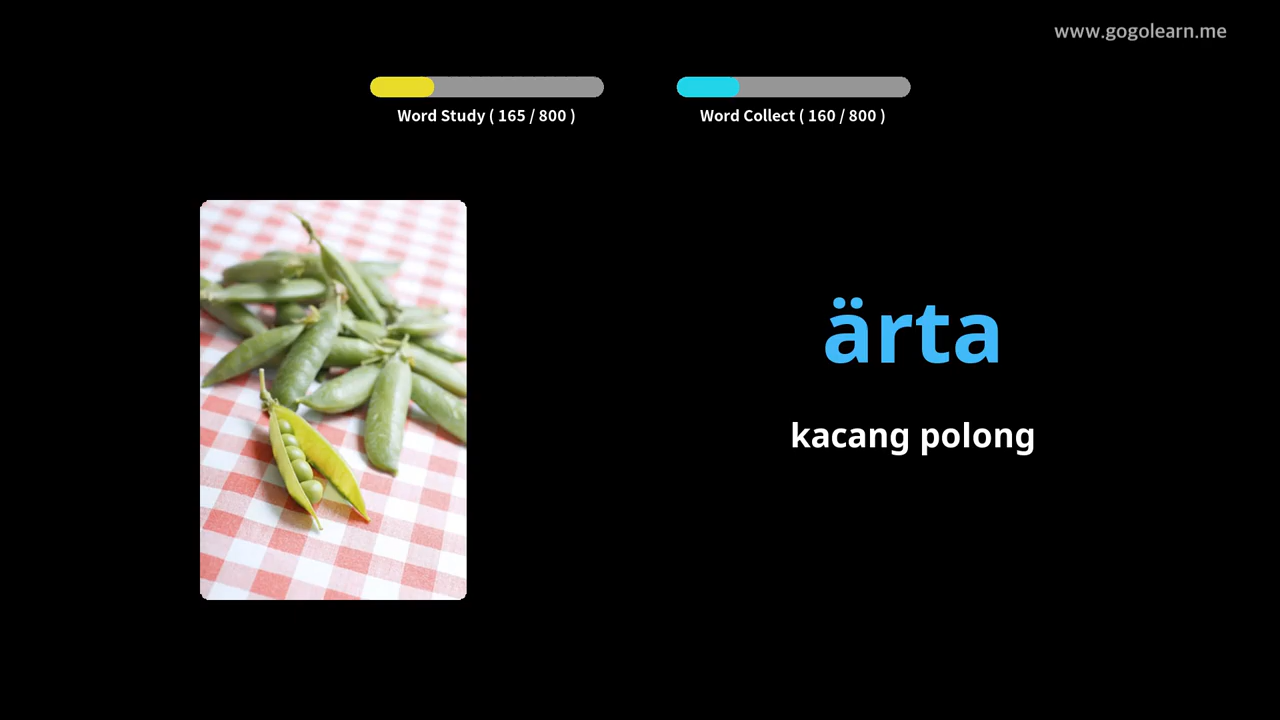 www.gogolearn.me
Word Study ( 165 / 800 )
Word Collect ( 160 / 800 )
ärta
kacang polong